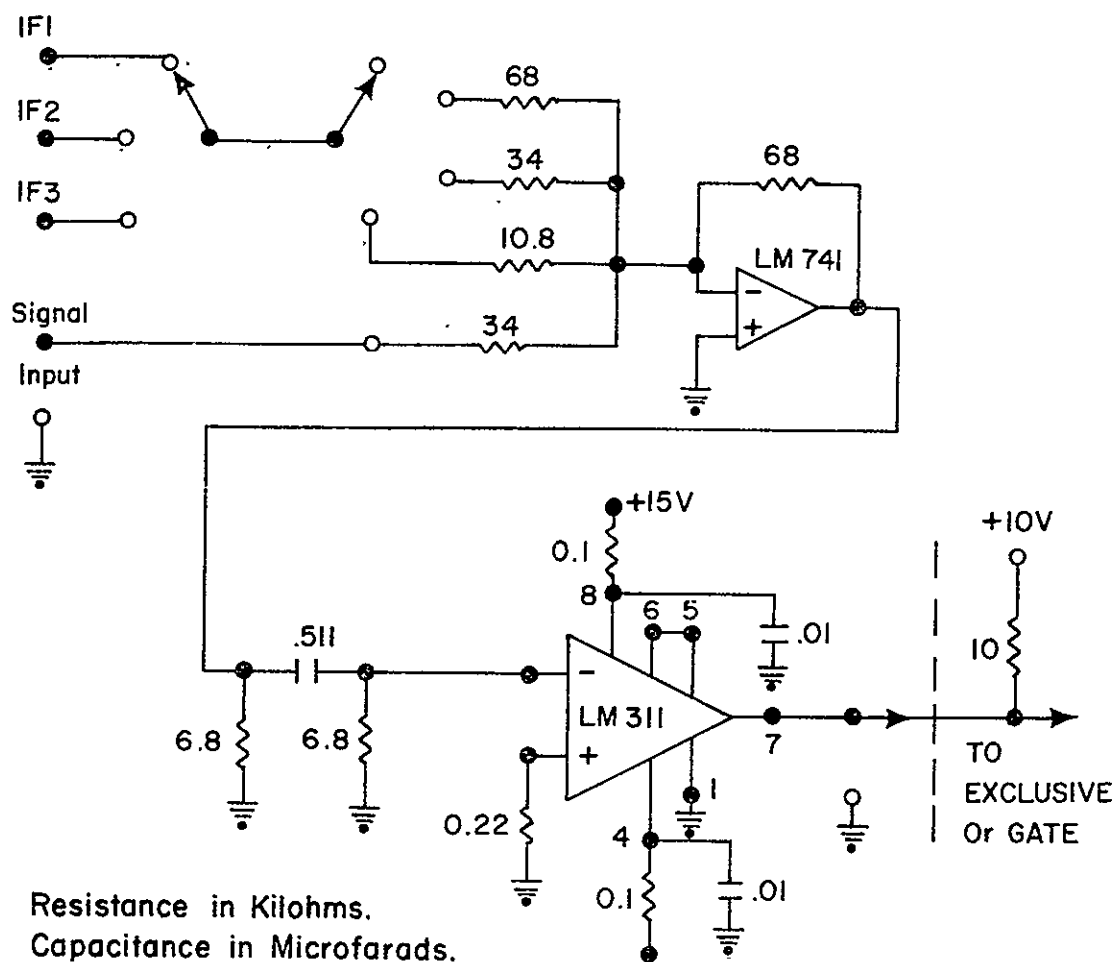 IF1
68
IF2
34
68
IF3
10.8
LM 741
Signal
34
Input
+15V
+10V
0.1
8
6
5
.511
.01
10
LM 311
6.8
6.8
7
TO
EXCLUSIVE
Or GATE
0.22
1
4
0.1
.01
Resistance in Kilohms.
Capacitance in Microfarads.
-
+
-
+